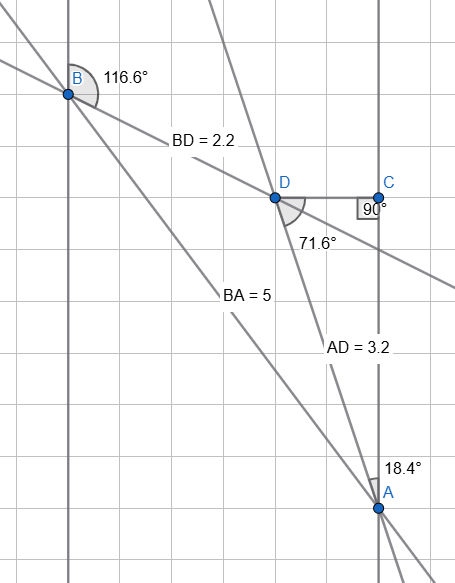 B
116.6°
BD = 2.2
D
C
90°
71.6°
BA = 5
AD = 3.2
18.4°
A